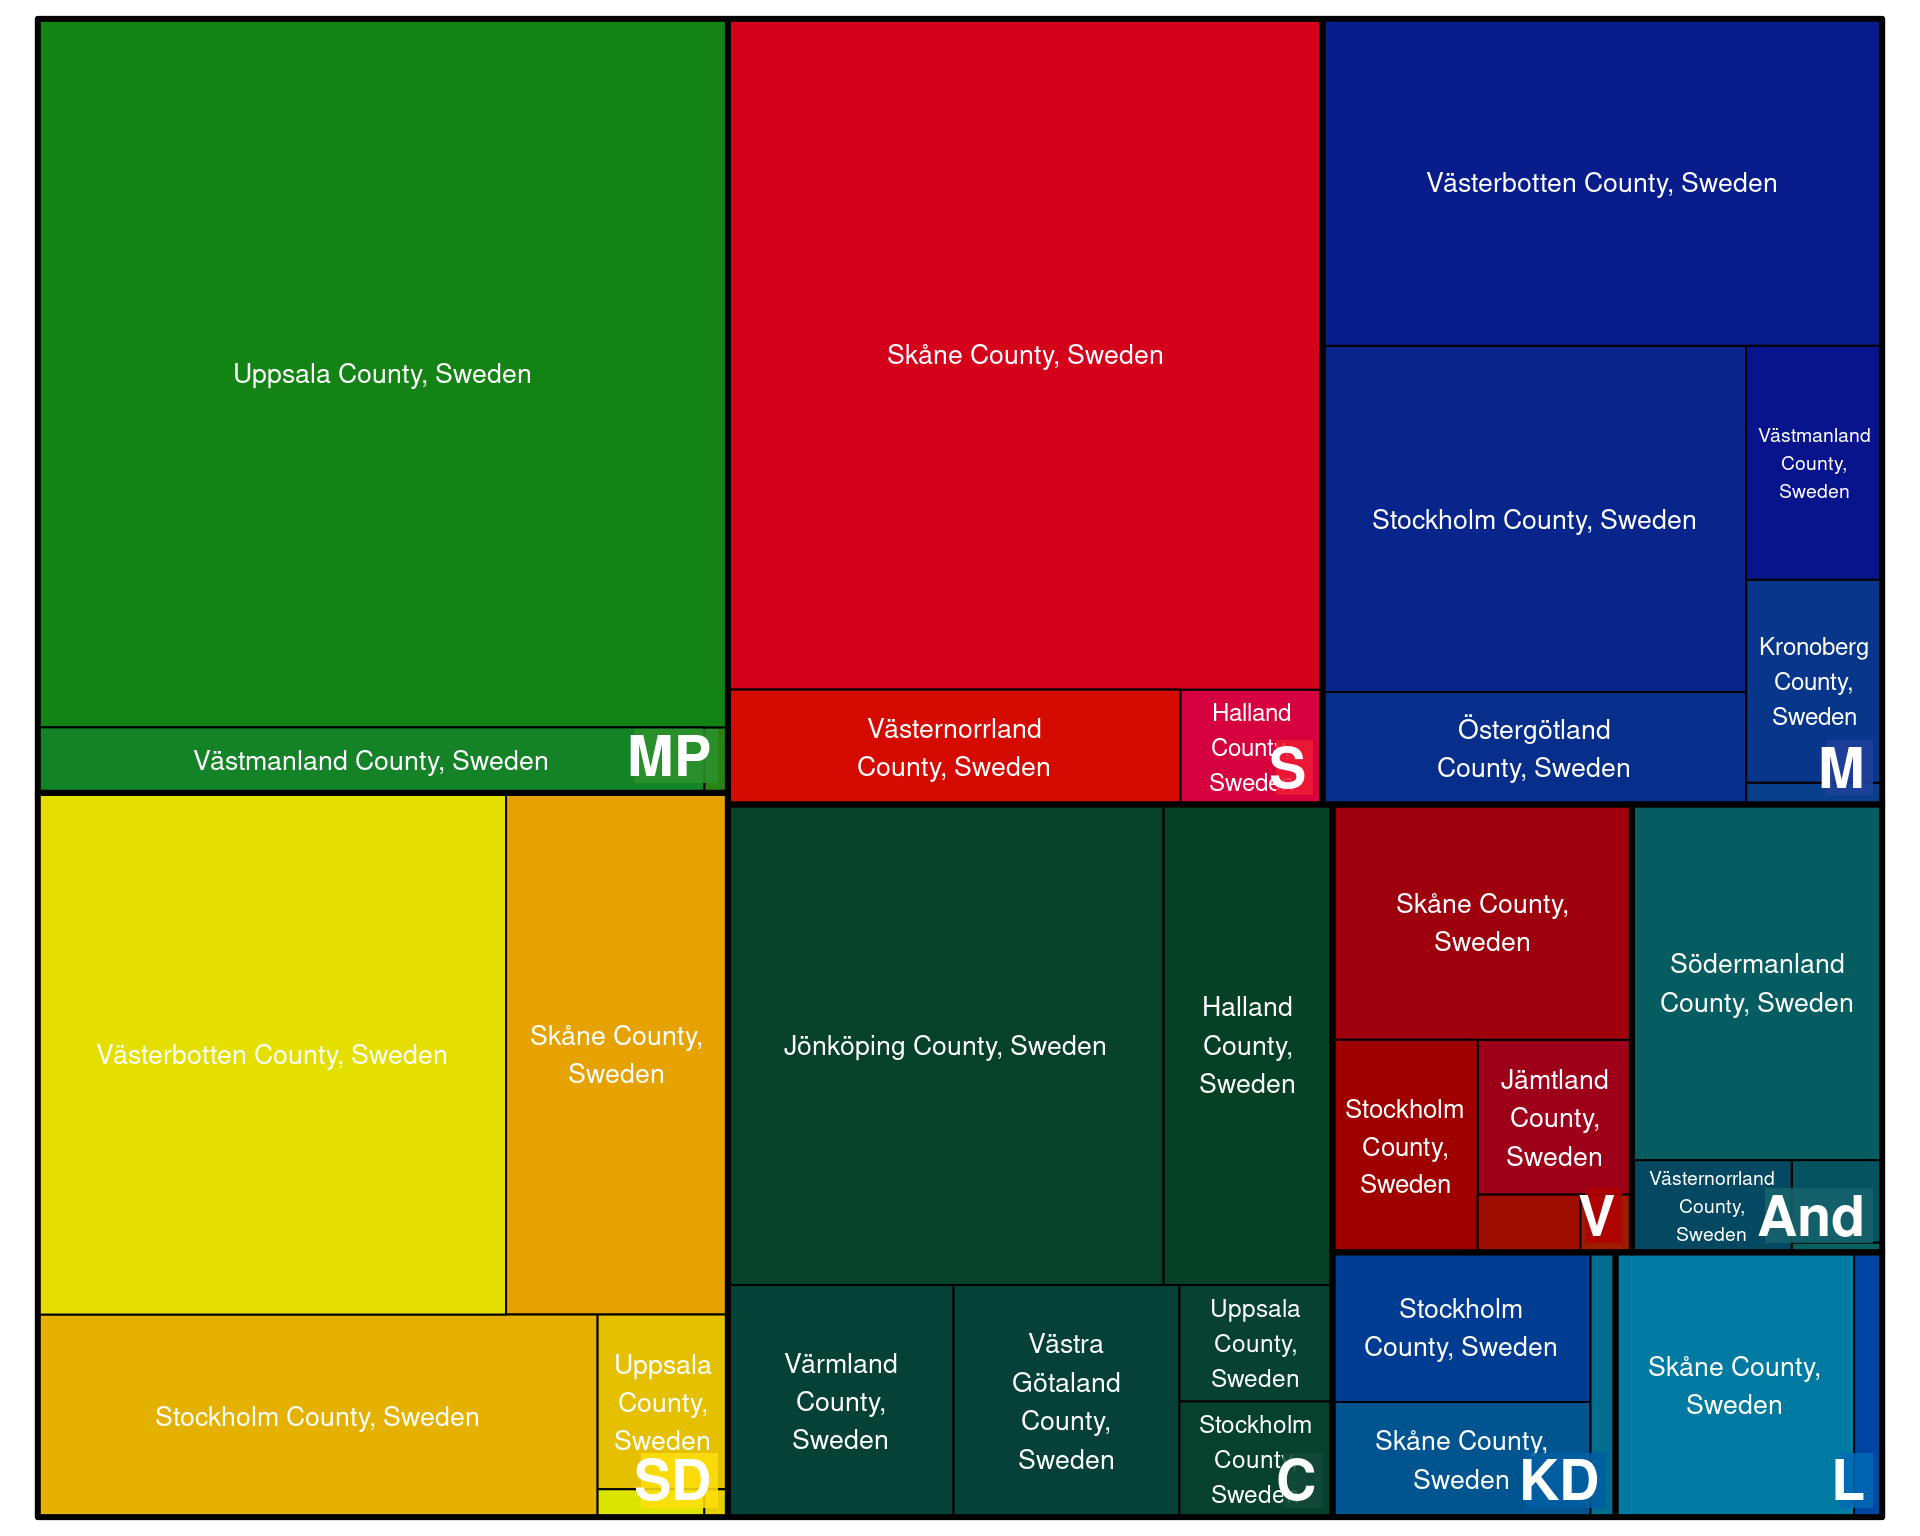 Uppsala County, Sweden
Västmanland County, Sweden
MP
Skåne County, Sweden
Västernorrland
County, Sweden
Halland
County,
Sweden
S
Västerbotten County, Sweden
Stockholm County, Sweden
Västmanland
County,
Sweden
Kronoberg
County,
Sweden
Östergötland
County, Sweden
M
Västerbotten County, Sweden
Skåne County,
Sweden
Stockholm County, Sweden
Uppsala
County,
Sweden
SD
Jönköping County, Sweden
Halland
County,
Sweden
Värmland
County,
Sweden
Västra
Götaland
County,
Sweden
Uppsala
County,
Sweden
Stockholm
County,
Sweden
C
Skåne County,
Sweden
Stockholm
County,
Sweden
Jämtland
County,
Sweden
V
Södermanland
County, Sweden
Västernorrland
County,
Sweden
And
Stockholm
County, Sweden
Skåne County,
Sweden
KD
Skåne County,
Sweden
L